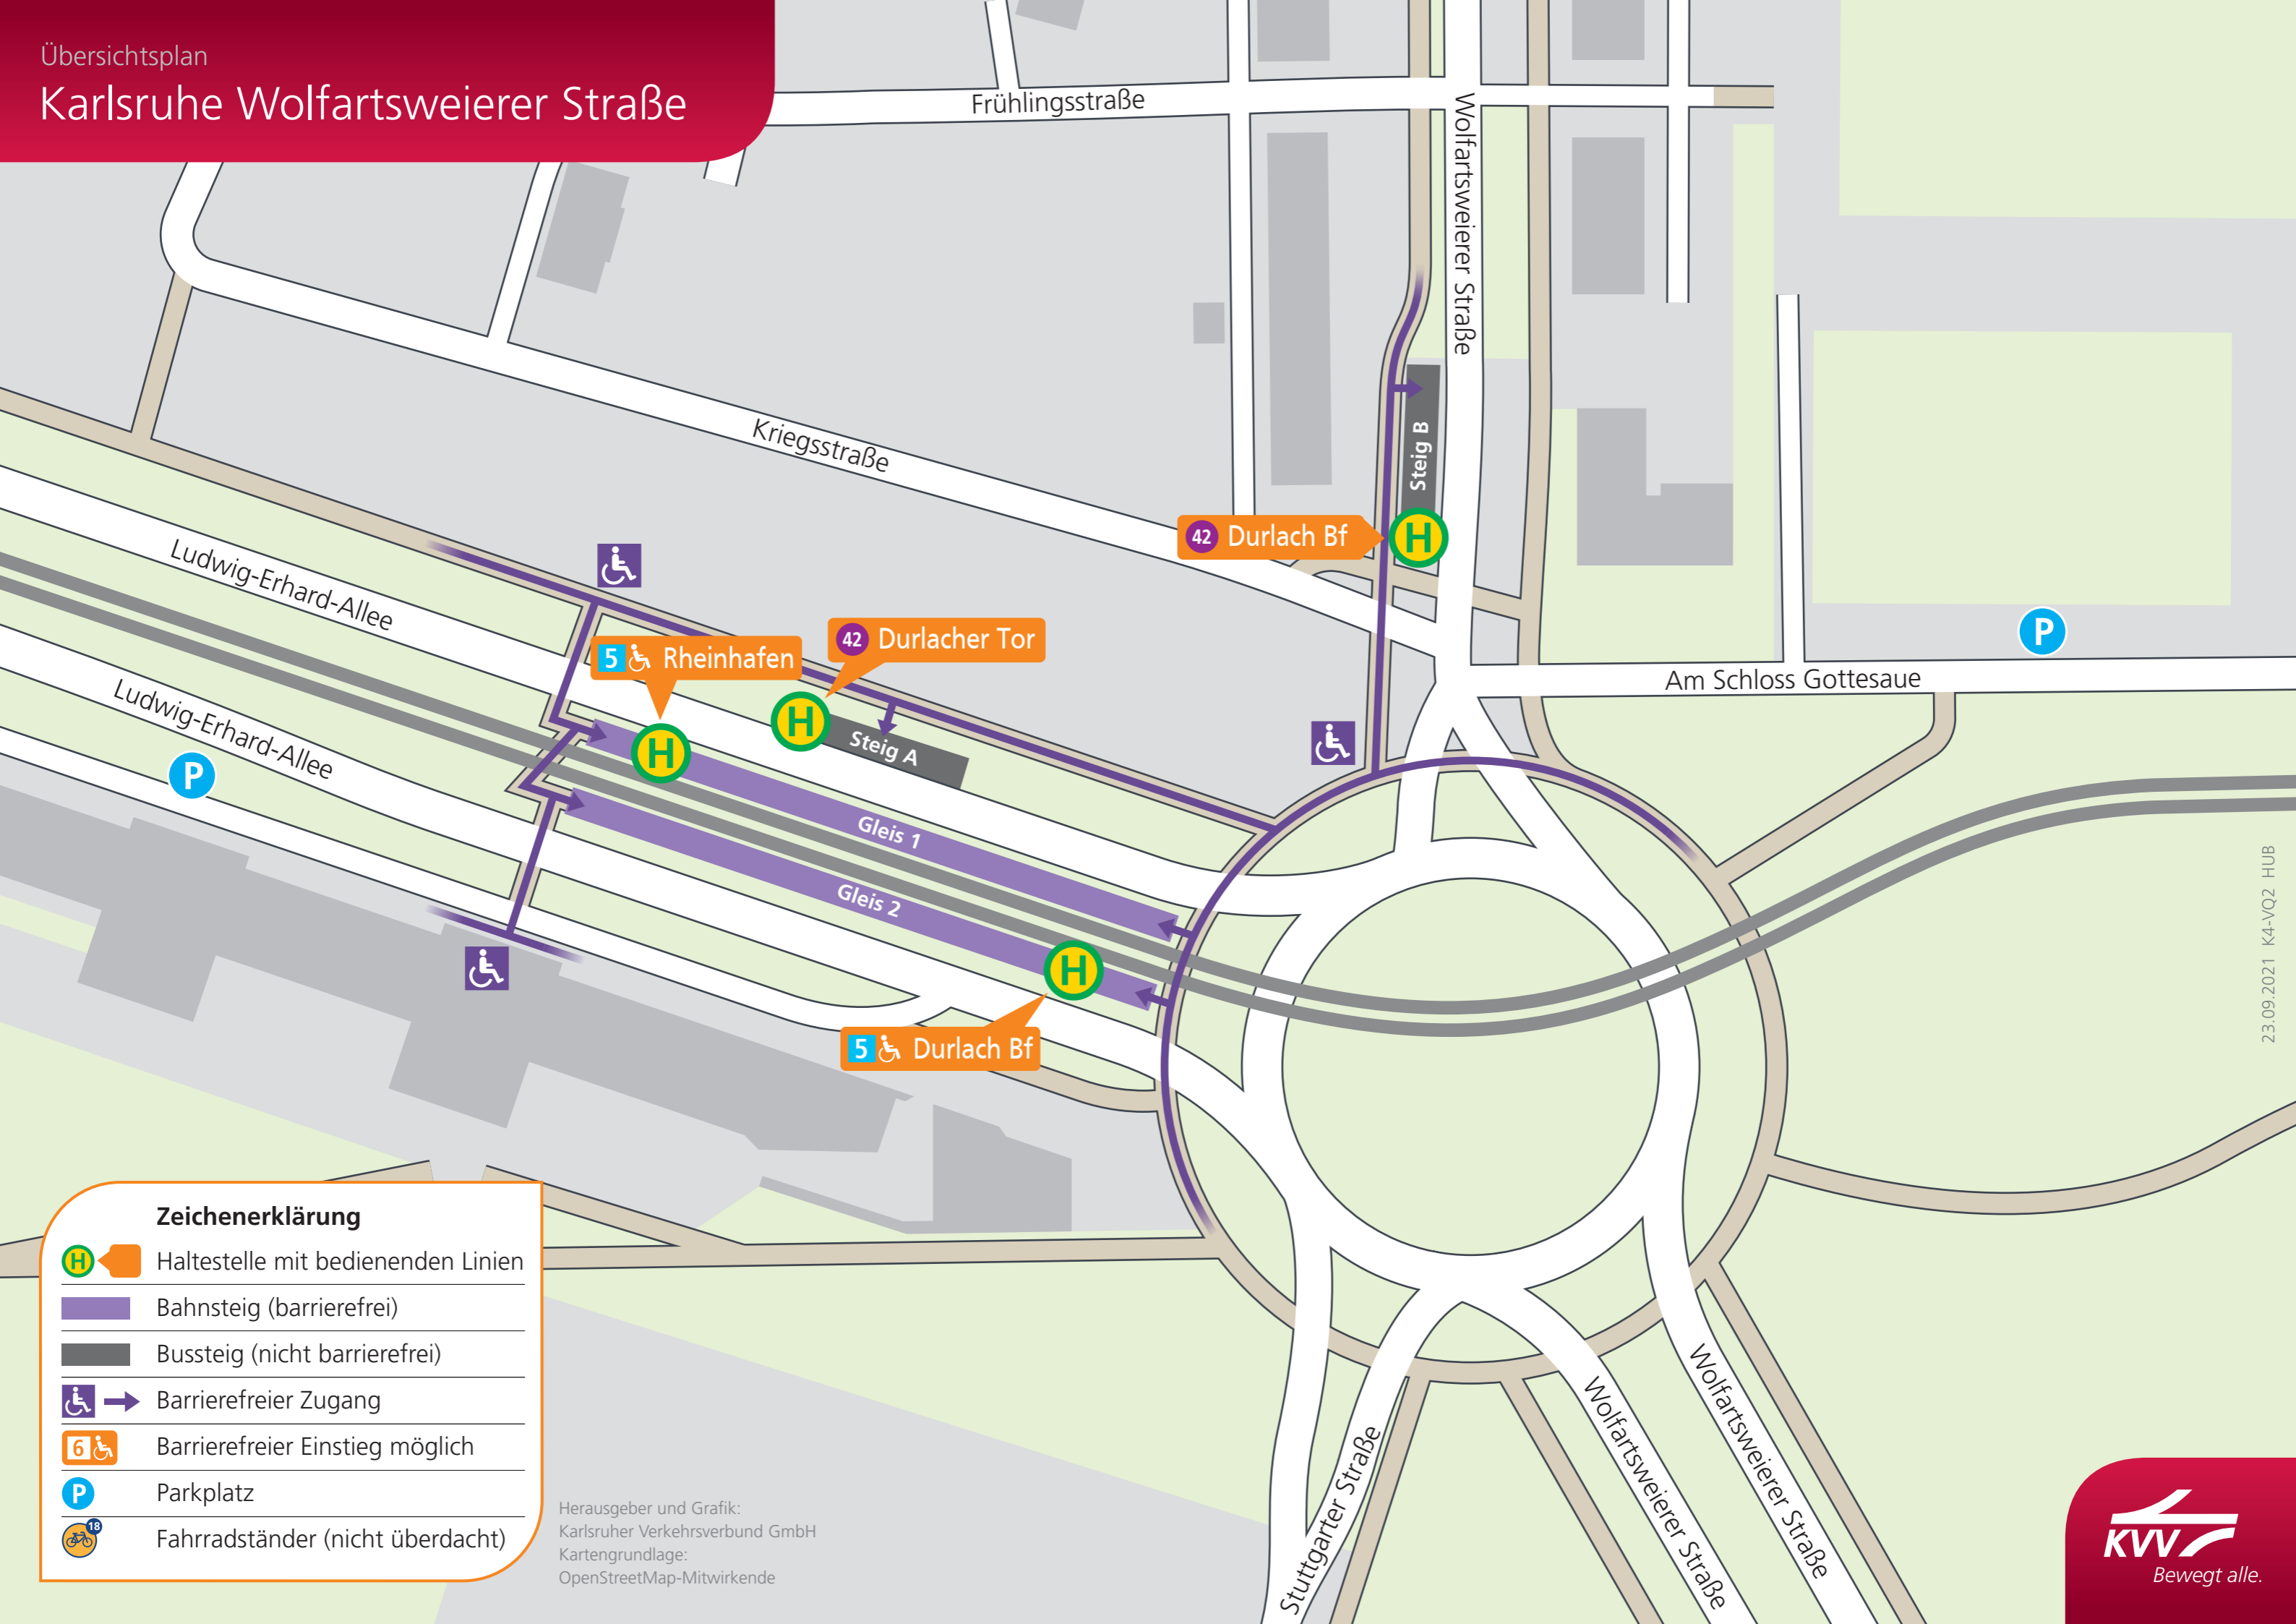 Übersichtsplan
Karlsruhe Wolfartsweierer Straße
Frühlingsstraße
Wolfartsweierer Straße
Kriegsstraße
Steig B
42 Durlach Bf
H
Ludwig-Erhard-Allee
42 Durlacher Tor
5 Rheinhafen
P
Am Schloss Gottesaue
Ludwig-Erhard-Allee
H
H
Steig A
P
Gleis 1
Gleis 2
H
5 Durlach Bf
23.09.2021 K4-VQ2 HUB
Zeichenerklärung
H Haltestelle mit bedienenden Linien
Bahnsteig (barrierefrei)
Bussteig (nicht barrierefrei)
Barrierefreier Zugang
6 Barrierefreier Einstieg möglich
P Parkplatz
18 Fahrradständer (nicht überdacht)
Herausgeber und Grafik:
Karlsruher Verkehrsverbund GmbH
Kartengrundlage:
OpenStreetMap-Mitwirkende
Stuttgarter Straße
Wolfartsweierer Straße
Wolfartsweierer Straße
KVV
Bewegt alle.